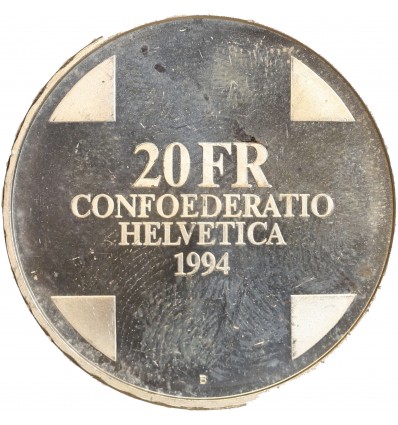 20 FR
CONFOEDERATIO
HELVETICA
1994
B